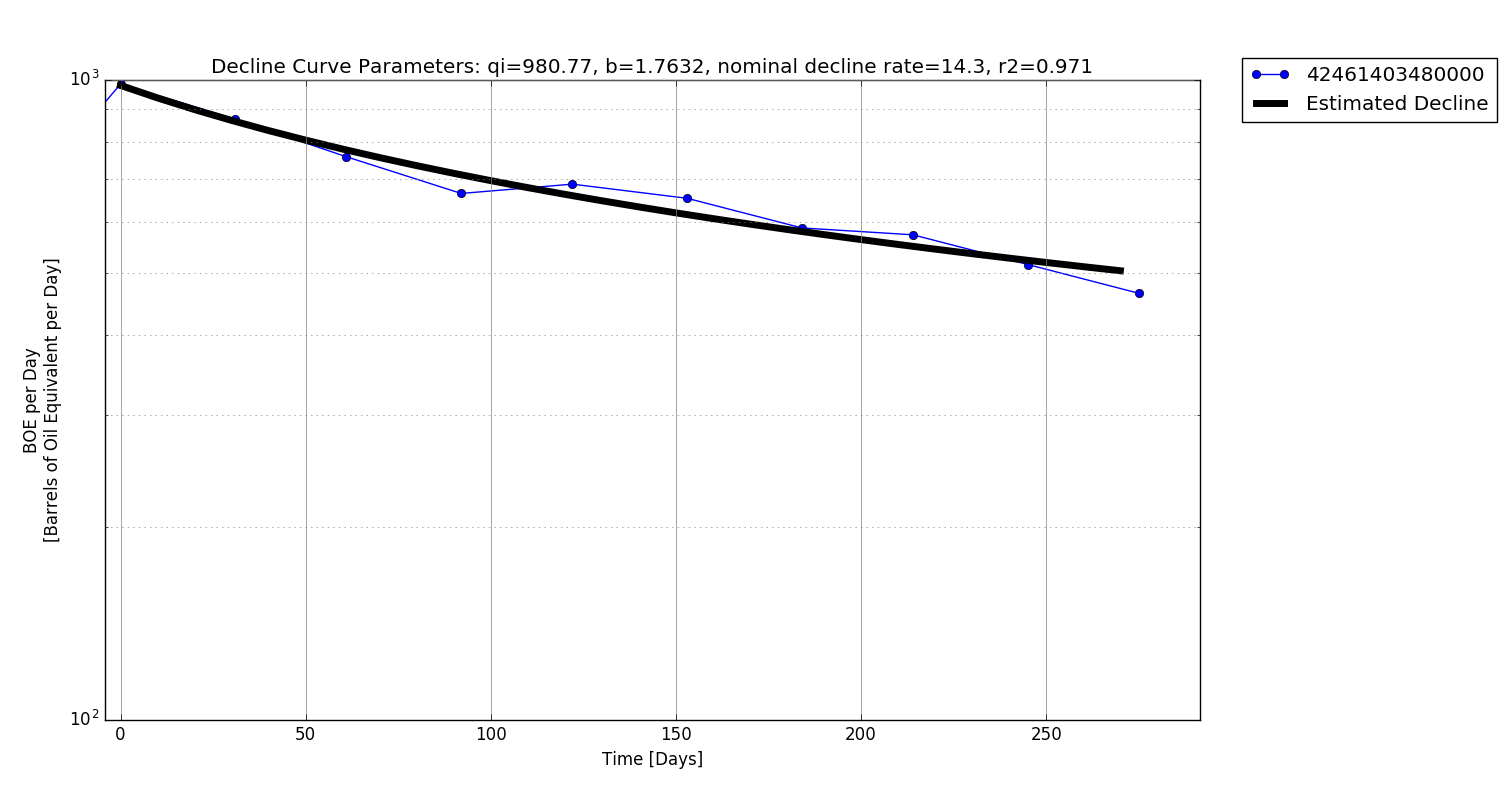 Decline Curve Parameters: qi=980.77, b=1.7632, nominal decline rate=14.3, r2=0.971
42461403480000
Estimated Decline
10³
10²
BOE per Day
[Barrels of Oil Equivalent per Day]
0 50 100 150 200 250
Time [Days]